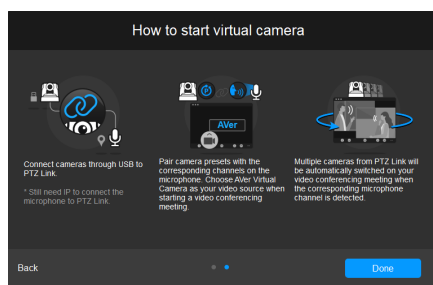 How to start virtual camera
AVer
Connect cameras through USB to
PTZ Link.
* Still need IP to connect the
microphone to PTZ Link.
Pair camera presets with the
corresponding channels on the
microphone. Choose AVer Virtual
Camera as your video source when
starting a video conferencing
meeting.
Multiple cameras from PTZ Link will
be automatically switched on your
video conferencing meeting when
the corresponding microphone
channel is detected.
Back
Done